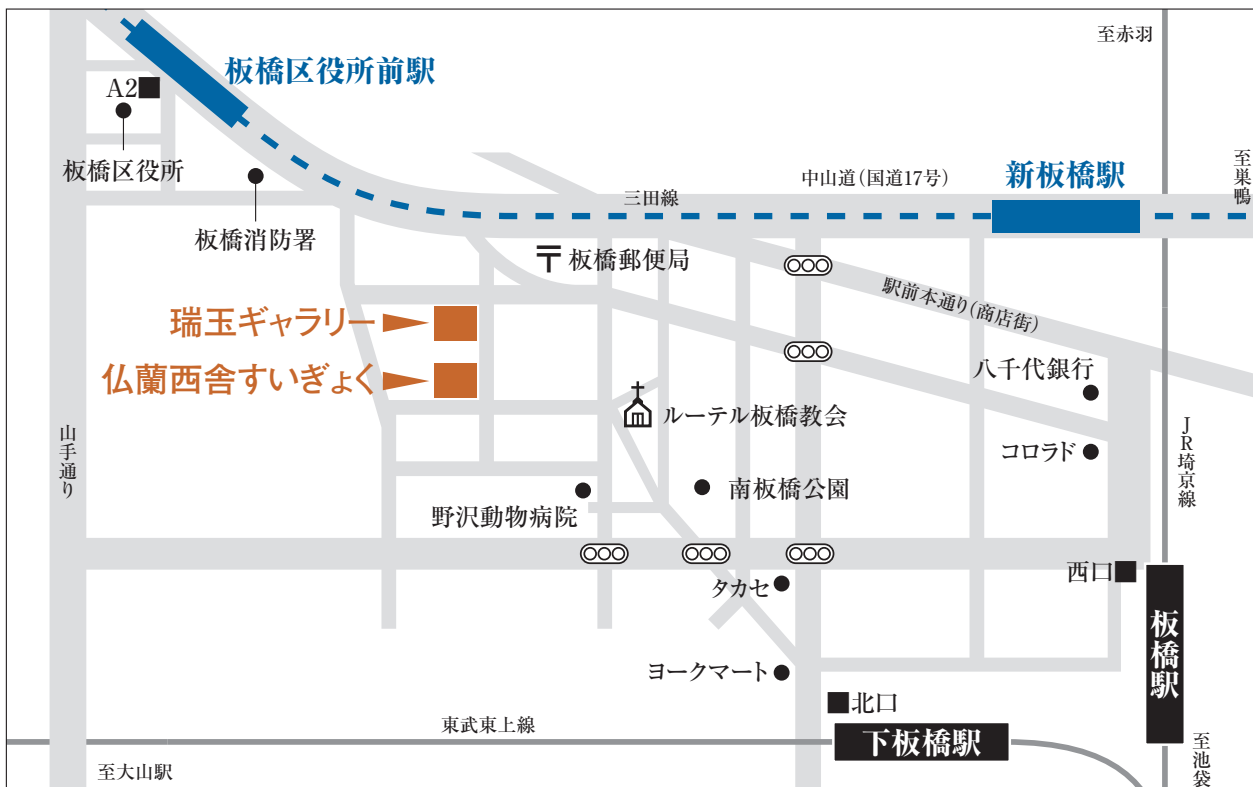 至赤羽
板橋区役所前駅
A2
板橋区役所
板橋消防署
三田線
中山道（国道17号）
新板橋駅
至巣鴨
〒板橋郵便局
駅前本通り（商店街）
瑞玉ギャラリー
仏蘭西舎すいぎょく
八千代銀行
ルーテル板橋教会
コロラド
山手通り
JR埼京線
南板橋公園
野沢動物病院
タカセ
西口
板橋駅
ヨークマート
北口
東武東上線
下板橋駅
至大山駅
至池袋